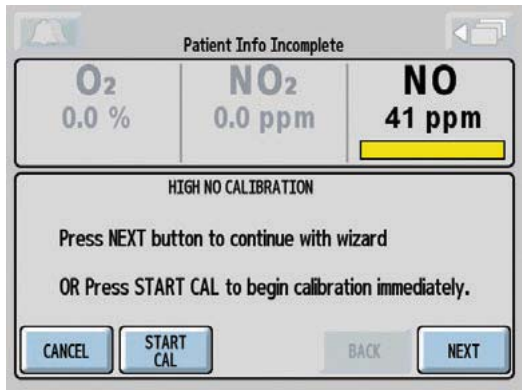 Patient Info Incomplete
O₂ NO₂ NO
0.0 % 0.0 ppm 41 ppm
HIGH NO CALIBRATION
Press NEXT button to continue with wizard
OR Press START CAL to begin calibration immediately.
CANCEL START CAL BACK NEXT